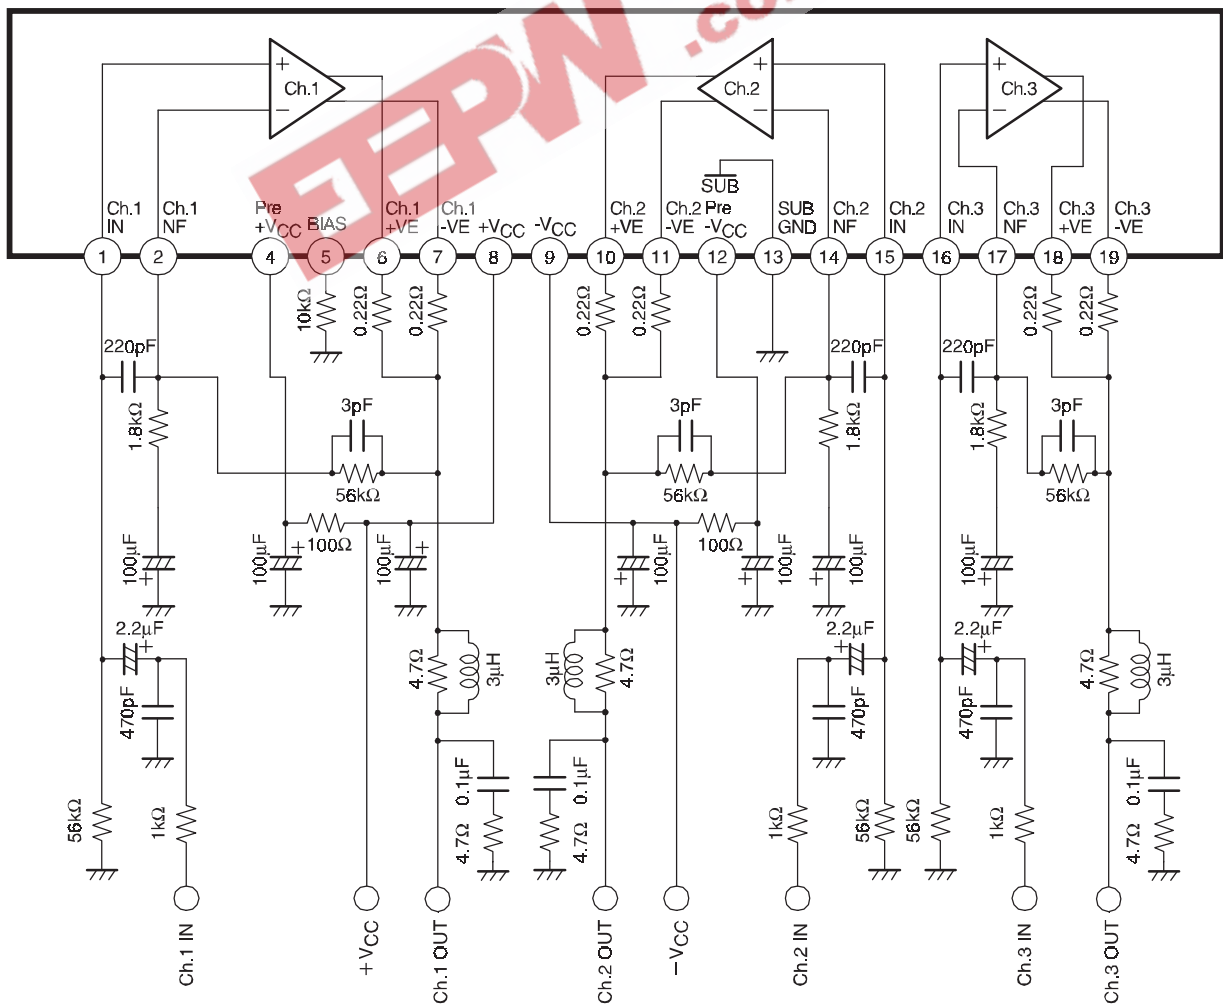 EEPW.com
+
−
Ch.1
+
−
Ch.2
+
−
Ch.3
SUB
Ch.1 IN
Ch.1 NF
Pre +VCC
BIAS
Ch.1 +VE
Ch.1 -VE
+VCC
-VCC
Ch.2 +VE
Ch.2 -VE
Pre -VCC
SUB GND
Ch.2 NF
Ch.2 IN
Ch.3 IN
Ch.3 NF
Ch.3 +VE
Ch.3 -VE
1 2 4 5 6 7 8 9 10 11 12 13 14 15 16 17 18 19
10kΩ
0.22Ω
0.22Ω
0.22Ω
0.22Ω
0.22Ω
0.22Ω
220pF
220pF
220pF
1.8kΩ
3pF
3pF
1.8kΩ
1.8kΩ
3pF
56kΩ
56kΩ
56kΩ
100Ω
100Ω
100µF
+
100µF
+
100µF
+
100µF
+
100µF
+
100µF
+
100µF
+
2.2µF
+
2.2µF
+
2.2µF
+
4.7Ω
3µH
3µH
4.7Ω
4.7Ω
3µH
470pF
470pF
470pF
0.1µF
0.1µF
0.1µF
56kΩ
1kΩ
4.7Ω
4.7Ω
1kΩ
56kΩ
56kΩ
1kΩ
4.7Ω
Ch.1 IN
+VCC
Ch.1 OUT
Ch.2 OUT
−VCC
Ch.2 IN
Ch.3 IN
Ch.3 OUT